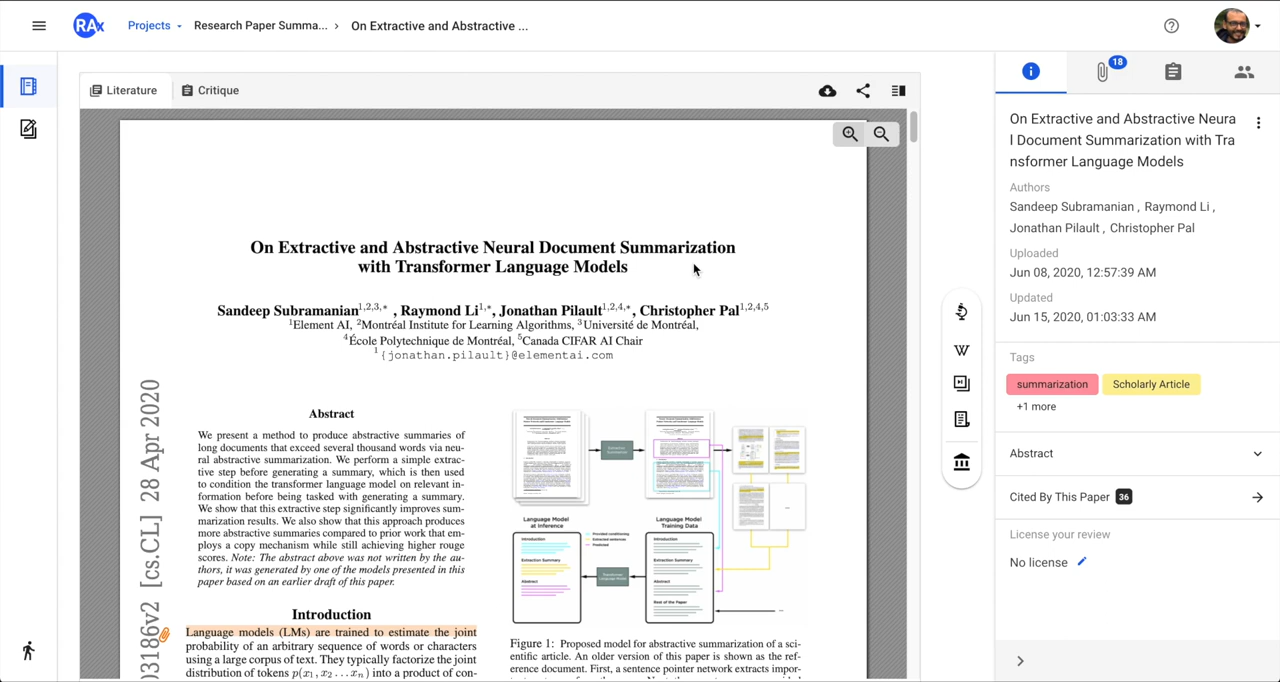 RAx
Projects
Research Paper Summa... ›
On Extractive and Abstractive ...
Literature
Critique
On Extractive and Abstractive Neural Document Summarization
with Transformer Language Models
Sandeep Subramanian1,2,3,∗ , Raymond Li1,∗, Jonathan Pilault1,2,4,∗, Christopher Pal1,2,4,5
1Element AI, 2Montréal Institute for Learning Algorithms, 3Université de Montréal,
4École Polytechnique de Montréal, 5Canada CIFAR AI Chair
1{jonathan.pilault}@elementai.com
03186v2 [cs.CL] 28 Apr 2020
Abstract
We present a method to produce abstractive summaries of
long documents that exceed several thousand words via neu-
ral abstractive summarization. We perform a simple extrac-
tive step before generating a summary, which is then used
to condition the transformer language model on relevant in-
formation before being tasked with generating a summary.
We show that this extractive step significantly improves sum-
marization results. We also show that this approach produces
more abstractive summaries compared to prior work that em-
ploys a copy mechanism while still achieving higher rouge
scores. Note: The abstract above was not written by the au-
thors, it was generated by one of the models presented in this
paper based on an earlier draft of this paper.
Introduction
Language models (LMs) are trained to estimate the joint
probability of an arbitrary sequence of words or characters
using a large corpus of text. They typically factorize the joint
distribution of tokens p(x1, x2 . . . xn) into a product of con-
Language Model
at Inference
Language Model
Training Data
Introduction
Extraction Summary
Abstract
Provided conditioning
Extracted sentences
Predicted
Transformer
Language Model
Introduction
Extraction Summary
Abstract
Rest of the Paper
Figure 1: Proposed model for abstractive summarization of a sci-
entific article. An older version of this paper is shown as the ref-
erence document. First, a sentence pointer network extracts impor-
W
18
On Extractive and Abstractive Neura
l Document Summarization with Tra
nsformer Language Models
Authors
Sandeep Subramanian , Raymond Li ,
Jonathan Pilault , Christopher Pal
Uploaded
Jun 08, 2020, 12:57:39 AM
Updated
Jun 15, 2020, 01:03:33 AM
Tags
summarization
Scholarly Article
+1 more
Abstract
Cited By This Paper 36
License your review
No license